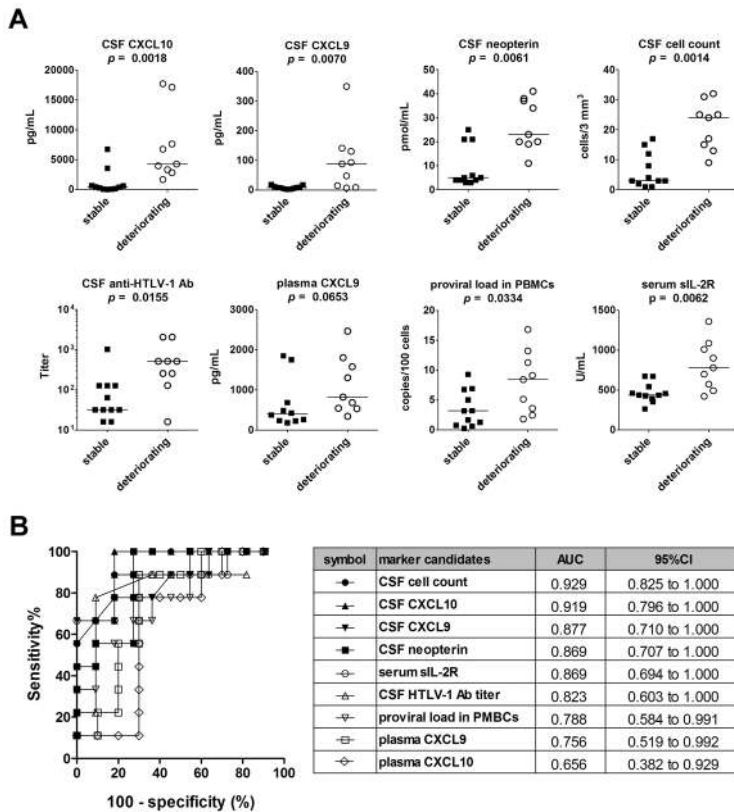 A
CSF CXCL10
p = 0.0018
pg/mL
20000
15000
10000
5000
0
stable
deteriorating
CSF CXCL9
p = 0.0070
pg/mL
400
300
200
100
0
stable
deteriorating
CSF neopterin
p = 0.0061
pmol/mL
50
40
30
20
10
0
stable
deteriorating
CSF cell count
p = 0.0014
cells/3 mm³
40
30
20
10
0
stable
deteriorating
CSF anti-HTLV-1 Ab
p = 0.0155
Titer
10⁴
10³
10²
10¹
stable
deteriorating
plasma CXCL9
p = 0.0653
pg/mL
3000
2000
1000
0
stable
deteriorating
proviral load in PBMCs
p = 0.0334
copies/100 cells
20
15
10
5
0
stable
deteriorating
serum sIL-2R
p = 0.0062
U/mL
1500
1000
500
0
stable
deteriorating
B
Sensitivity%
100
80
60
40
20
0
0 20 40 60 80 100
100 - specificity (%)
symbol marker candidates AUC 95%CI
CSF cell count 0.929 0.825 to 1.000
CSF CXCL10 0.919 0.796 to 1.000
CSF CXCL9 0.877 0.710 to 1.000
CSF neopterin 0.869 0.707 to 1.000
serum sIL-2R 0.869 0.694 to 1.000
CSF HTLV-1 Ab titer 0.823 0.603 to 1.000
proviral load in PMBCs 0.788 0.584 to 0.991
plasma CXCL9 0.756 0.519 to 0.992
plasma CXCL10 0.656 0.382 to 0.929